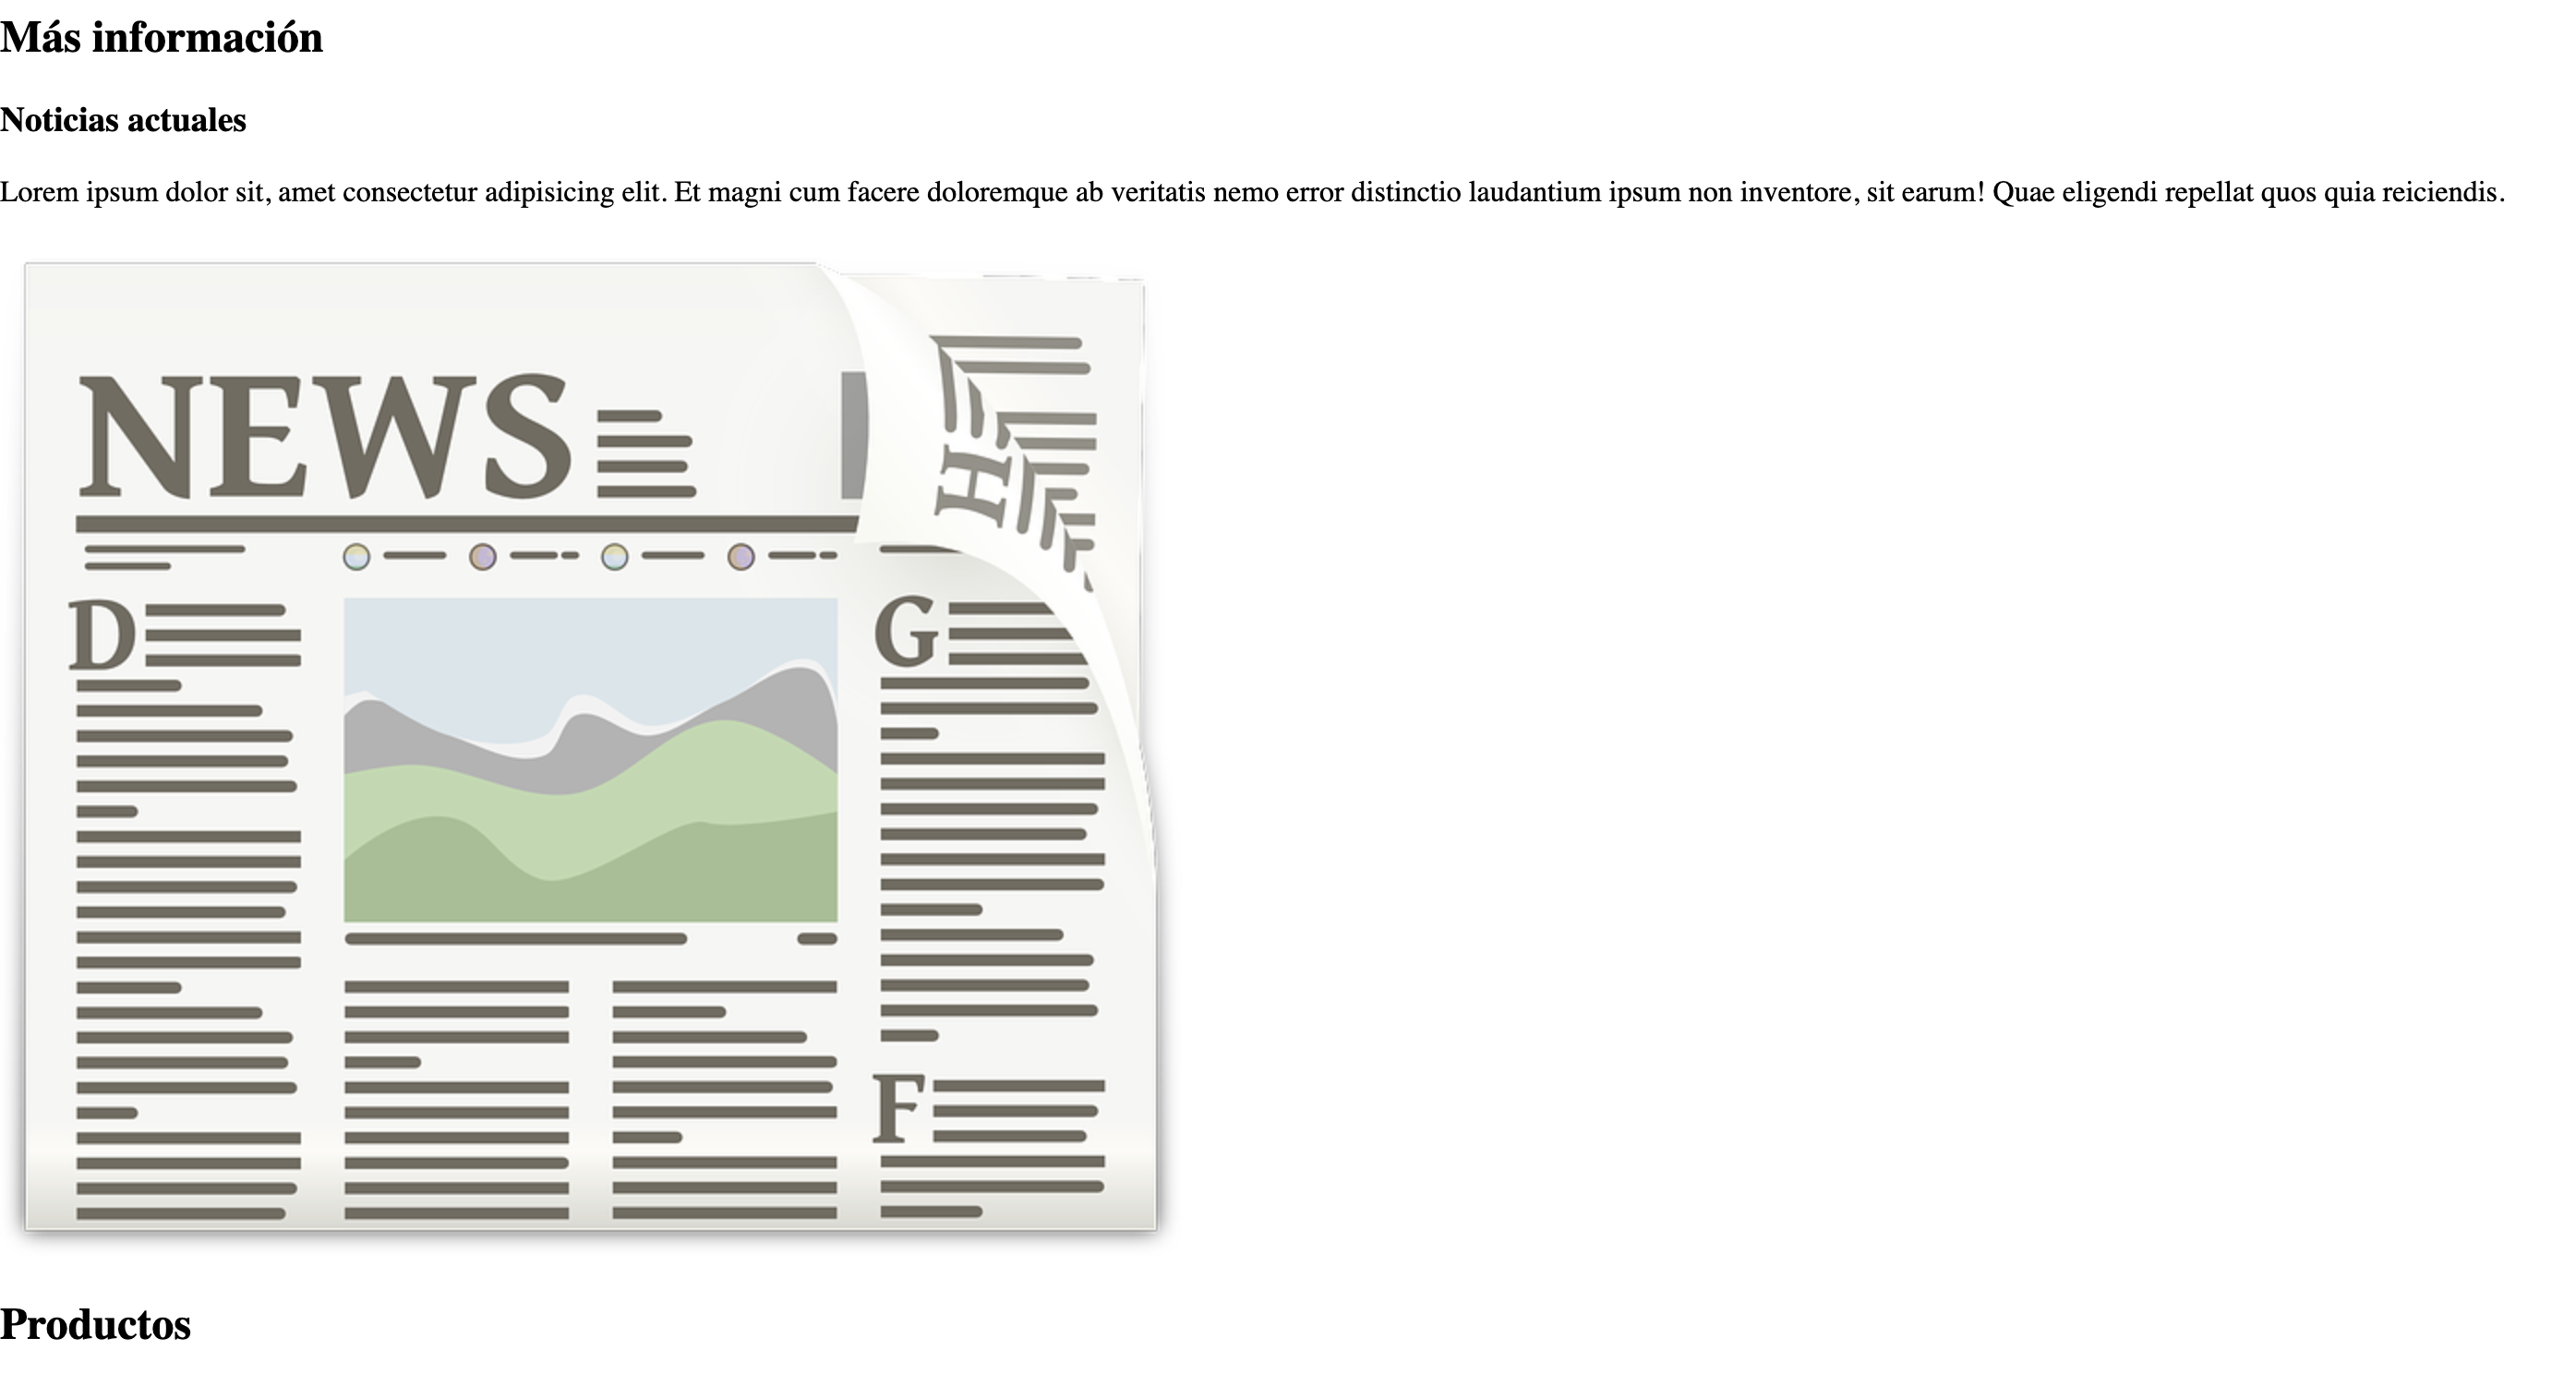 Más información
Noticias actuales
Lorem ipsum dolor sit, amet consectetur adipisicing elit. Et magni cum facere doloremque ab veritatis nemo error distinctio laudantium ipsum non inventore, sit earum! Quae eligendi repellat quos quia reiciendis.
NEWS
H
D
G
F
Productos